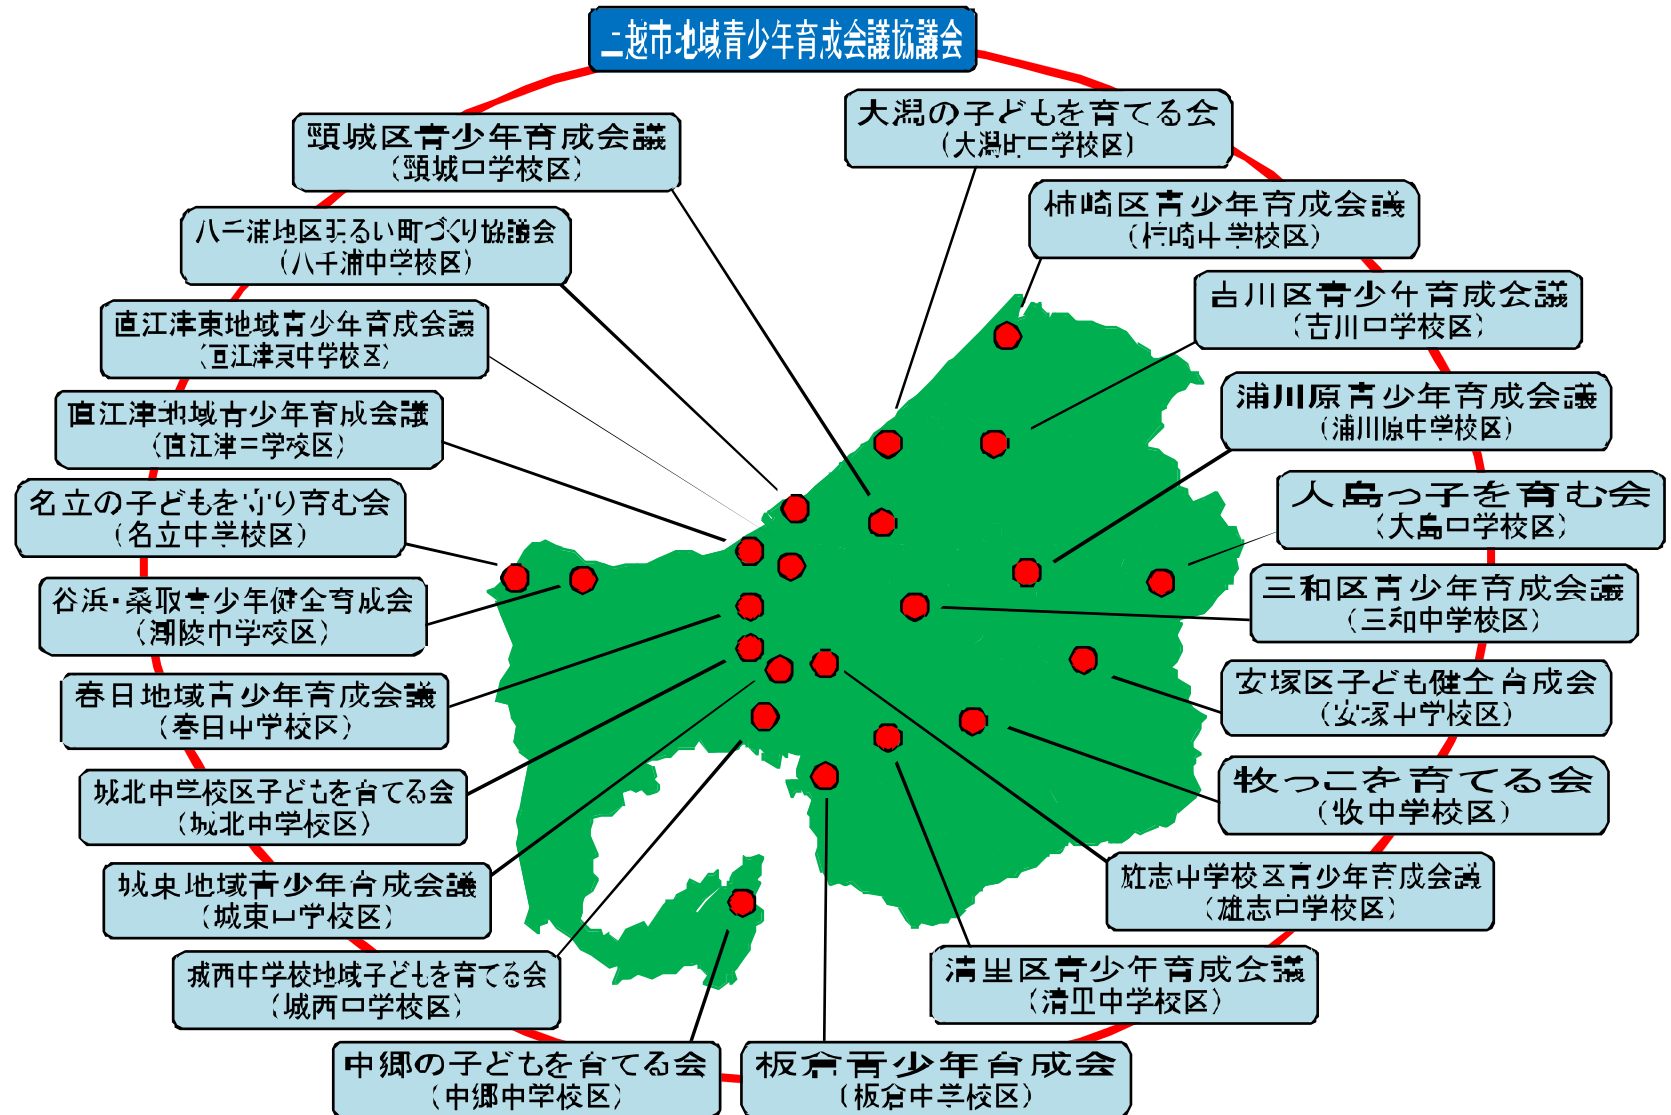 上越市地域青少年育成会議協議会
大潟の子どもを育てる会
(大潟町中学校区)
頸城区青少年育成会議
(頸城中学校区)
柿崎区青少年育成会議
(柿崎中学校区)
八千浦地区明るい町づくり協議会
(八千浦中学校区)
吉川区青少年育成会議
(吉川中学校区)
直江津東地域青少年育成会議
(直江津東中学校区)
浦川原青少年育成会議
(浦川原中学校区)
直江津地域青少年育成会議
(直江津中学校区)
大島っ子を育む会
(大島中学校区)
名立の子どもを守り育む会
(名立中学校区)
三和区青少年育成会議
(三和中学校区)
谷浜・桑取青少年健全育成会
(潮陵中学校区)
安塚区子ども健全育成会
(安塚中学校区)
春日地域青少年育成会議
(春日中学校区)
牧っこを育てる会
(牧中学校区)
城北中学校区子どもを育てる会
(城北中学校区)
雄志中学校区青少年育成会議
(雄志中学校区)
城東地域青少年育成会議
(城東中学校区)
清里区青少年育成会議
(清里中学校区)
城西中学校地域子どもを育てる会
(城西中学校区)
中郷の子どもを育てる会
(中郷中学校区)
板倉青少年育成会
(板倉中学校区)